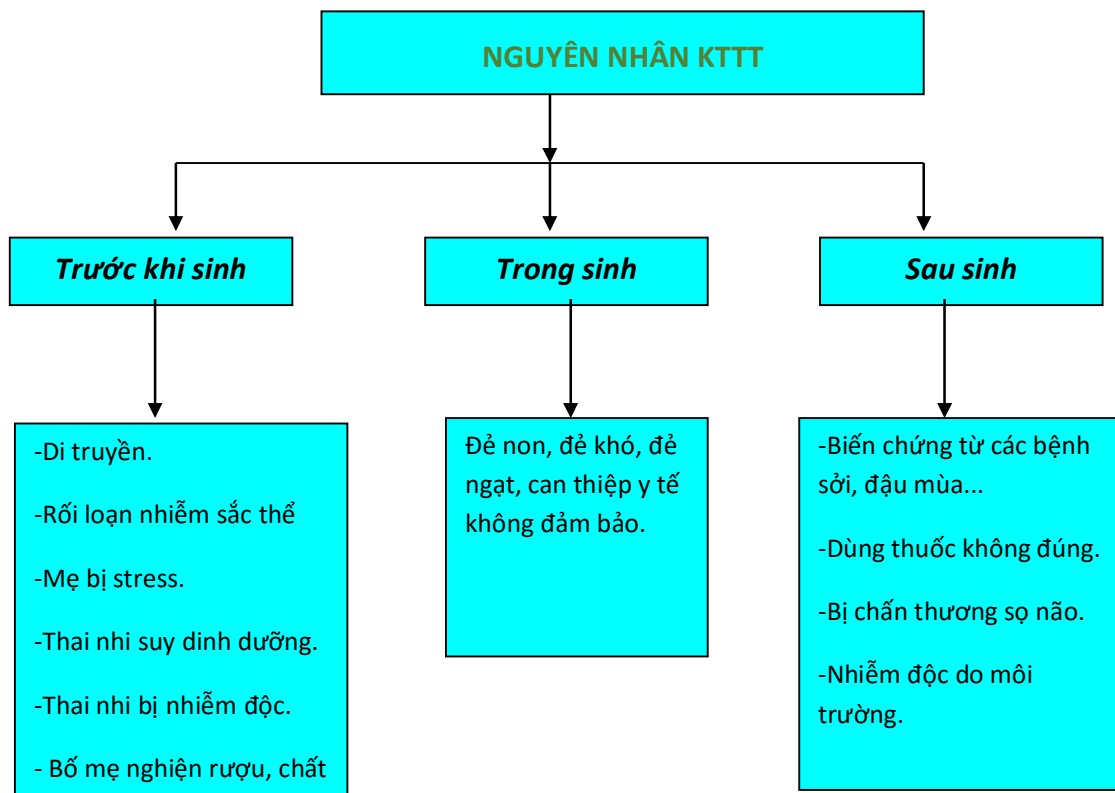 NGUYÊN NHÂN KTTT
Trước khi sinh
Trong sinh
Sau sinh
-Di truyền.
-Rối loạn nhiễm sắc thể
-Mẹ bị stress.
-Thai nhi suy dinh dưỡng.
-Thai nhi bị nhiễm độc.
- Bố mẹ nghiện rượu, chất
Đẻ non, đẻ khó, đẻ
ngạt, can thiệp y tế
không đảm bảo.
-Biến chứng từ các bệnh
sởi, đậu mùa...
-Dùng thuốc không đúng.
-Bị chấn thương sọ não.
-Nhiễm độc do môi
trường.